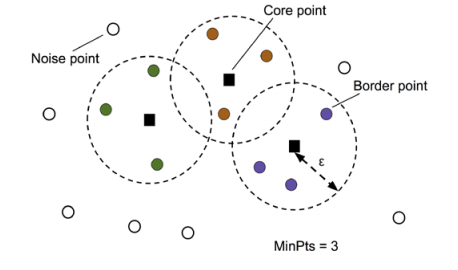 Core point
Noise point
Border point
ε
MinPts = 3